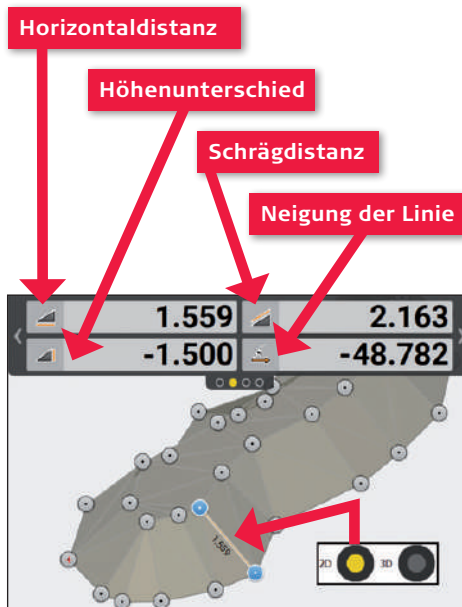 Horizontaldistanz
Höhenunterschied
Schrägdistanz
Neigung der Linie
1.559 2.163
-1.500 -48.782
1.559
2D 3D